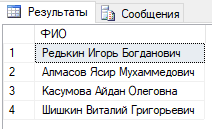 Результаты Сообщения
ФИО
1 Редькин Игорь Богданович
2 Алмасов Ясир Мухаммедович
3 Касумова Айдан Олеговна
4 Шишкин Виталий Григорьевич